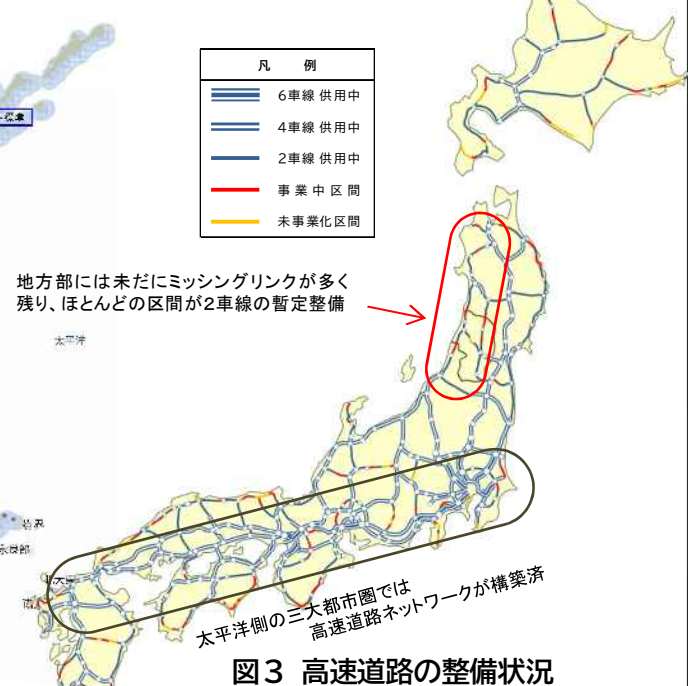 凡 例
6車線 供用中
4車線 供用中
2車線 供用中
事 業 中 区 間
未事業化区間
地方部には未だにミッシングリンクが多く
残り、ほとんどの区間が2車線の暫定整備
太平洋
太平洋側の三大都市圏では
高速道路ネットワークが構築済
図3 高速道路の整備状況